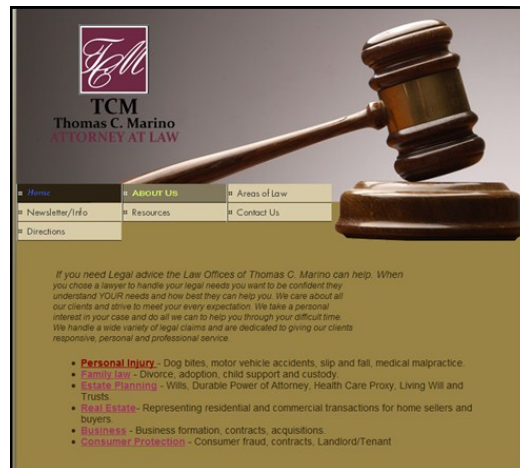 TCM
TCM
Thomas C. Marino
ATTORNEY AT LAW
Home
ABOUT US
Areas of Law
Newsletter/Info
Resources
Contact Us
Directions
If you need Legal advice the Law Offices of Thomas C. Marino can help. When
you chose a lawyer to handle your legal needs you want to be confident they
understand YOUR needs and how best they can help you. We care about all
our clients and strive to meet your every expectation. We take a personal
interest in your case and do all we can to help you through your difficult time.
We handle a wide variety of legal claims and are dedicated to giving our clients
responsive, personal and professional service.
Personal Injury - Dog bites, motor vehicle accidents, slip and fall, medical malpractice.
Family law - Divorce, adoption, child support and custody.
Estate Planning - Wills, Durable Power of Attorney, Health Care Proxy, Living Will and
Trusts.
Real Estate- Representing residential and commercial transactions for home sellers and
buyers.
Business - Business formation, contracts, acquisitions.
Consumer Protection - Consumer fraud, contracts, Landlord/Tenant